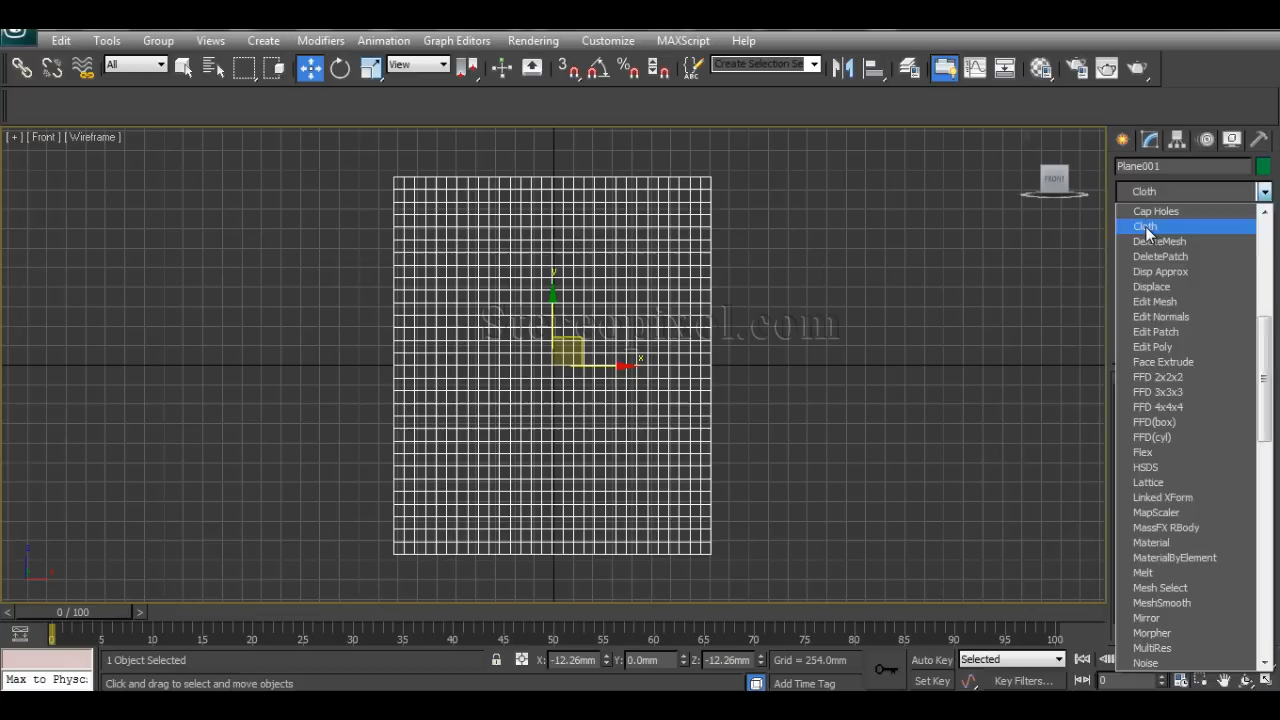 Edit Tools Group Views Create Modifiers Animation Graph Editors Rendering Customize MAXScript Help
All View Create Selection Se
[ + ] [ Front ] [ Wireframe ]
FRONT
Plane001
Cloth
Cap Holes
Cloth
DeleteMesh
DeletePatch
Disp Approx
Displace
Edit Mesh
Edit Normals
Edit Patch
Edit Poly
Face Extrude
FFD 2x2x2
FFD 3x3x3
FFD 4x4x4
FFD(box)
FFD(cyl)
Flex
HSDS
Lattice
Linked XForm
MapScaler
MassFX RBody
Material
MaterialByElement
Melt
Mesh Select
MeshSmooth
Mirror
Morpher
MultiRes
Noise
y
x
Stereopixel.com
< 0 / 100 >
0 5 10 15 20 25 30 35 40 45 50 55 60 65 70 75 80 85 90 95 100
1 Object Selected X: -12.26mm Y: 0.0mm Z: -12.26mm Grid = 254.0mm Auto Key Selected
Max to Physc. Click and drag to select and move objects Add Time Tag Set Key Key Filters... 0